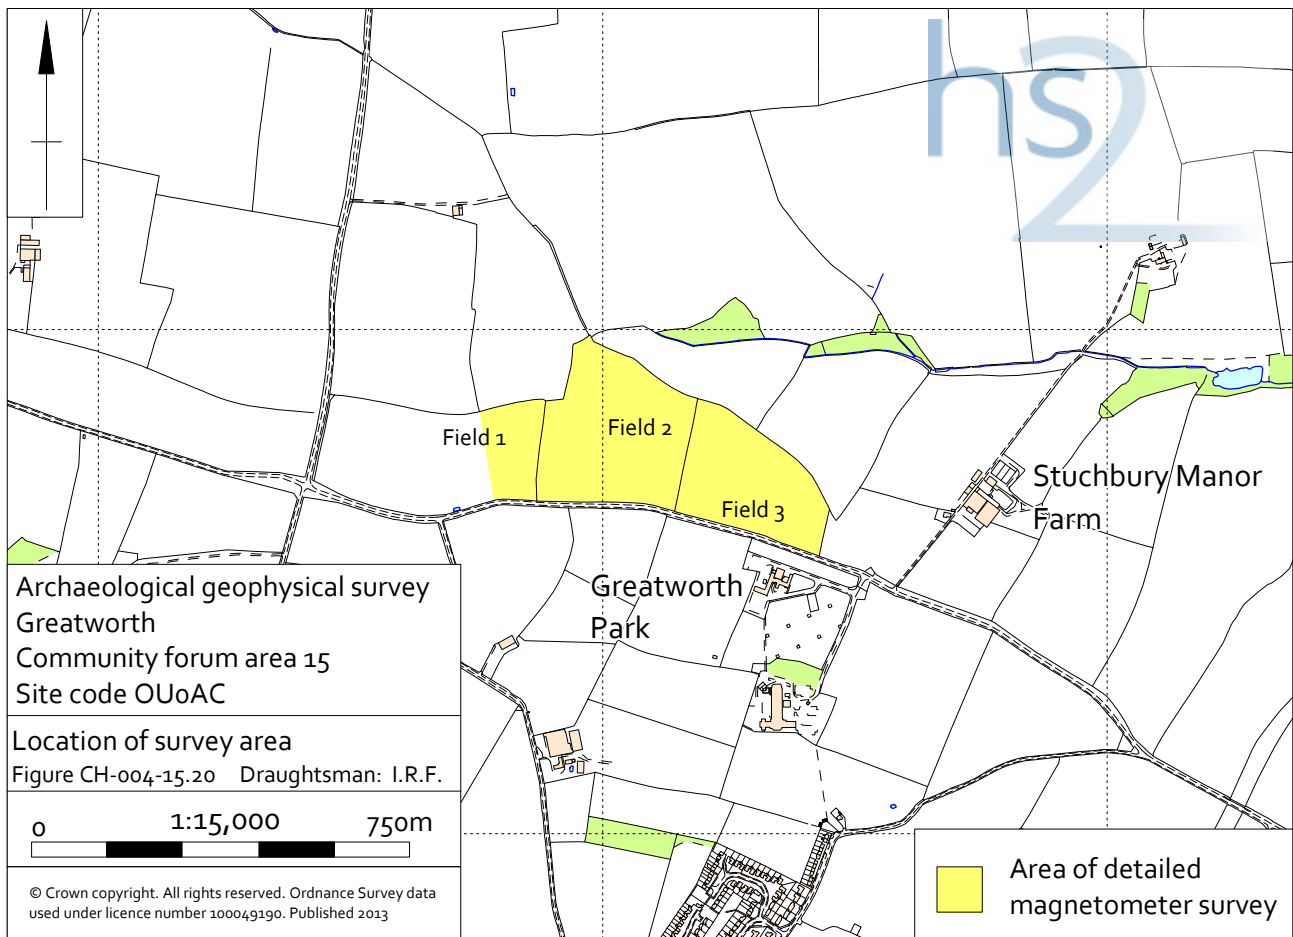 hs2
Field 1
Field 2
Field 3
Stuchbury Manor
Farm
Greatworth
Park
Archaeological geophysical survey
Greatworth
Community forum area 15
Site code OU0AC
Location of survey area
Figure CH-004-15.20 Draughtsman: I.R.F.
0 1:15,000 750m
© Crown copyright. All rights reserved. Ordnance Survey data
used under licence number 100049190. Published 2013
Area of detailed
magnetometer survey